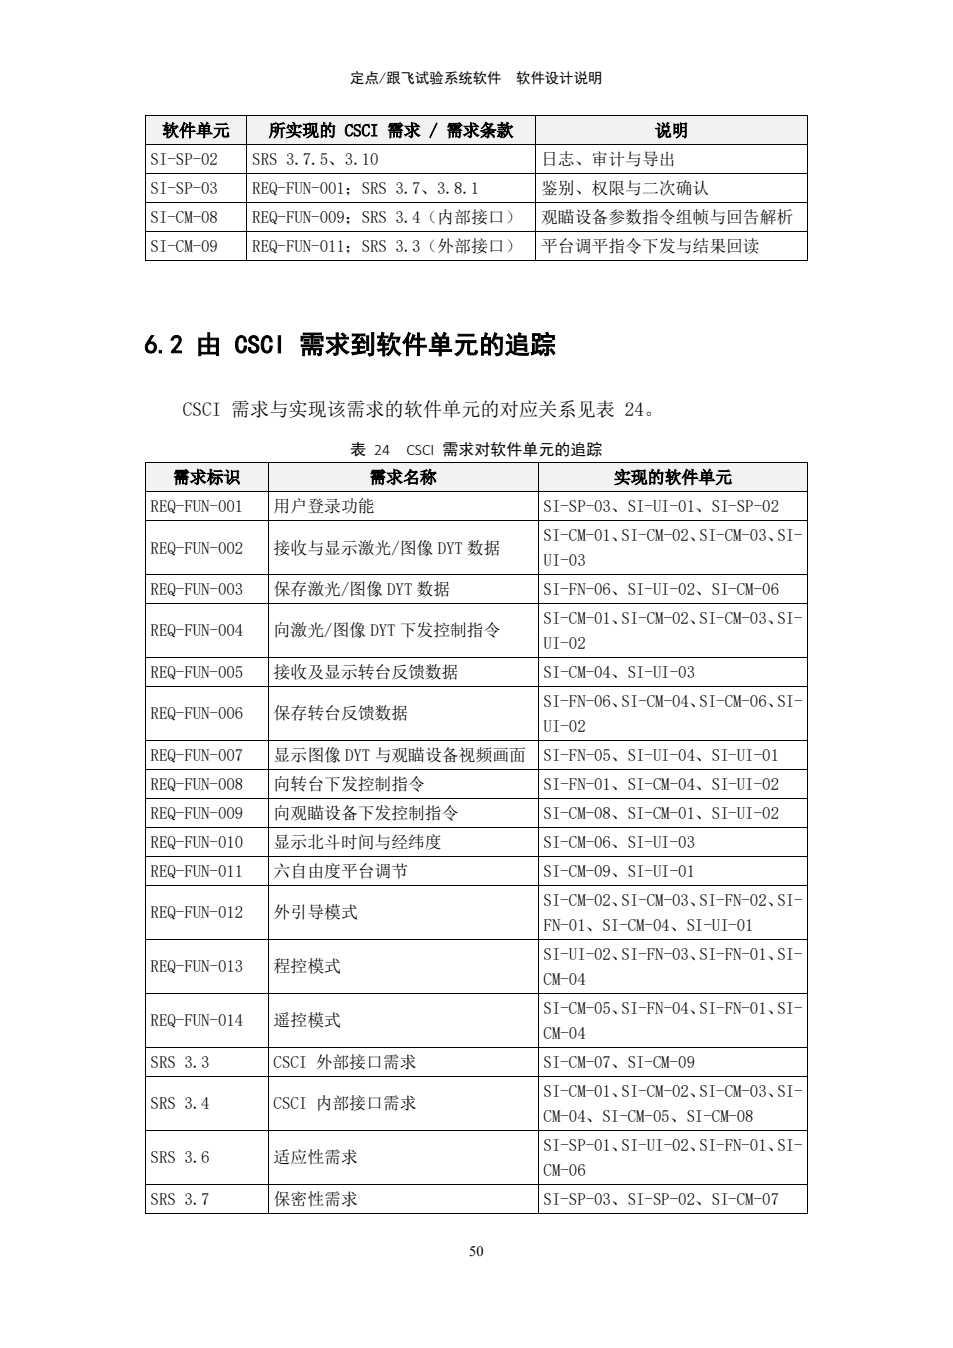 定点/跟飞试验系统软件　软件设计说明
软件单元 所实现的 CSCI 需求 / 需求条款 说明
SI-SP-02 SRS 3.7.5、3.10 日志、审计与导出
SI-SP-03 REQ-FUN-001；SRS 3.7、3.8.1 鉴别、权限与二次确认
SI-CM-08 REQ-FUN-009；SRS 3.4（内部接口） 观瞄设备参数指令组帧与回告解析
SI-CM-09 REQ-FUN-011；SRS 3.3（外部接口） 平台调平指令下发与结果回读
6.2 由 CSCI 需求到软件单元的追踪
CSCI 需求与实现该需求的软件单元的对应关系见表 24。
表 24　CSCI 需求对软件单元的追踪
需求标识 需求名称 实现的软件单元
REQ-FUN-001 用户登录功能 SI-SP-03、SI-UI-01、SI-SP-02
REQ-FUN-002 接收与显示激光/图像 DYT 数据 SI-CM-01、SI-CM-02、SI-CM-03、SI-
UI-03
REQ-FUN-003 保存激光/图像 DYT 数据 SI-FN-06、SI-UI-02、SI-CM-06
REQ-FUN-004 向激光/图像 DYT 下发控制指令 SI-CM-01、SI-CM-02、SI-CM-03、SI-
UI-02
REQ-FUN-005 接收及显示转台反馈数据 SI-CM-04、SI-UI-03
REQ-FUN-006 保存转台反馈数据 SI-FN-06、SI-CM-04、SI-CM-06、SI-
UI-02
REQ-FUN-007 显示图像 DYT 与观瞄设备视频画面 SI-FN-05、SI-UI-04、SI-UI-01
REQ-FUN-008 向转台下发控制指令 SI-FN-01、SI-CM-04、SI-UI-02
REQ-FUN-009 向观瞄设备下发控制指令 SI-CM-08、SI-CM-01、SI-UI-02
REQ-FUN-010 显示北斗时间与经纬度 SI-CM-06、SI-UI-03
REQ-FUN-011 六自由度平台调节 SI-CM-09、SI-UI-01
REQ-FUN-012 外引导模式 SI-CM-02、SI-CM-03、SI-FN-02、SI-
FN-01、SI-CM-04、SI-UI-01
REQ-FUN-013 程控模式 SI-UI-02、SI-FN-03、SI-FN-01、SI-
CM-04
REQ-FUN-014 遥控模式 SI-CM-05、SI-FN-04、SI-FN-01、SI-
CM-04
SRS 3.3 CSCI 外部接口需求 SI-CM-07、SI-CM-09
SRS 3.4 CSCI 内部接口需求 SI-CM-01、SI-CM-02、SI-CM-03、SI-
CM-04、SI-CM-05、SI-CM-08
SRS 3.6 适应性需求 SI-SP-01、SI-UI-02、SI-FN-01、SI-
CM-06
SRS 3.7 保密性需求 SI-SP-03、SI-SP-02、SI-CM-07
50